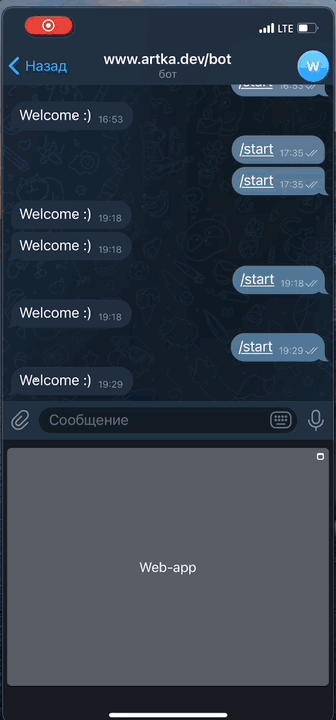 LTE
Назад
www.artka.dev/bot
бот
W
/start 16:53
Welcome :) 16:53
/start 17:35
/start 17:35
Welcome :) 19:18
Welcome :) 19:18
/start 19:18
Welcome :) 19:18
/start 19:29
Welcome :) 19:29
Сообщение
Web-app